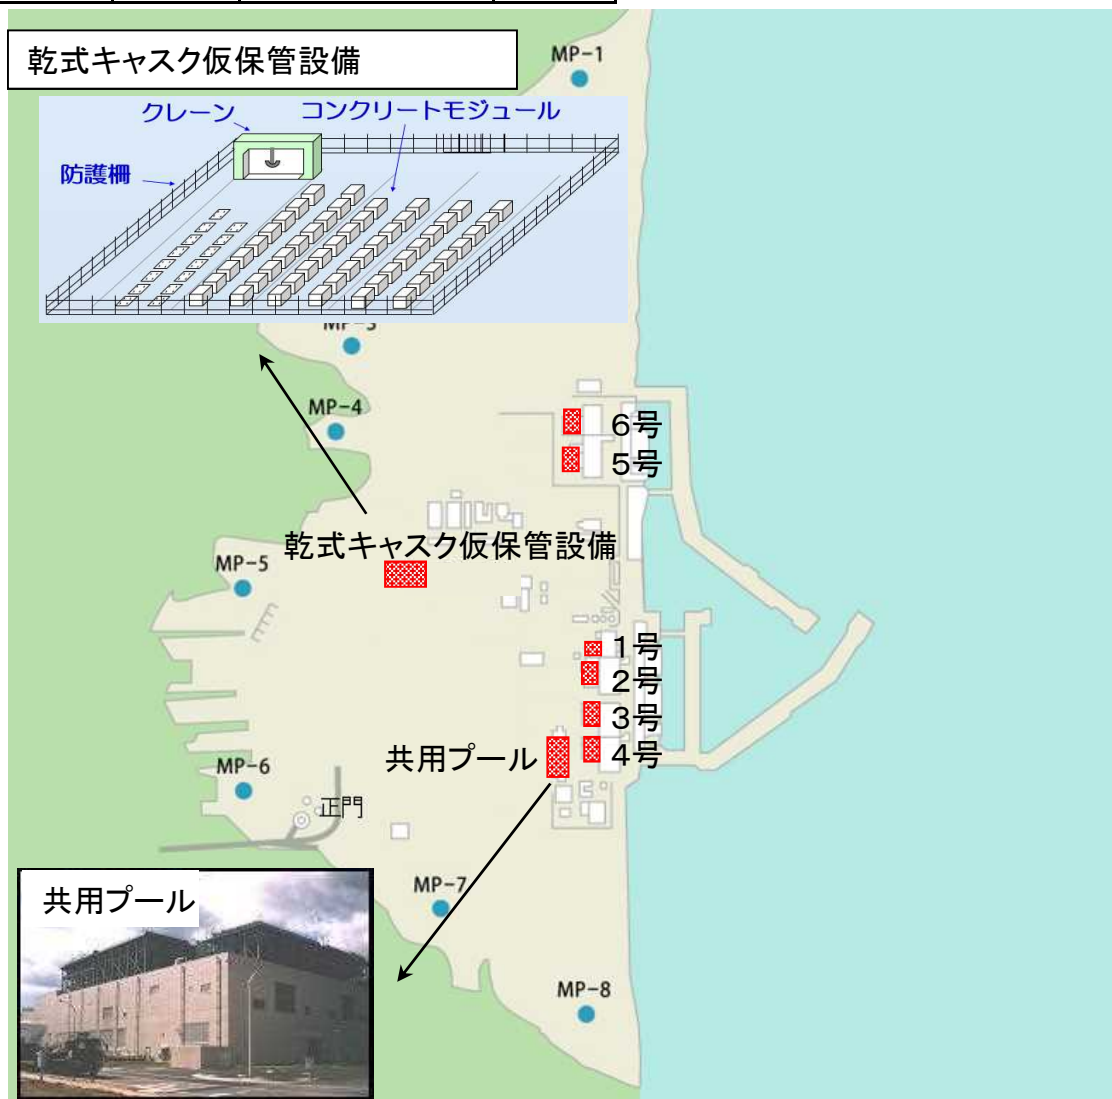 乾式キャスク仮保管設備
MP-1
クレーン
コンクリートモジュール
防護柵
MP-3
MP-4
6号
5号
乾式キャスク仮保管設備
MP-5
1号
2号
3号
共用プール
4号
MP-6
正門
MP-7
共用プール
MP-8